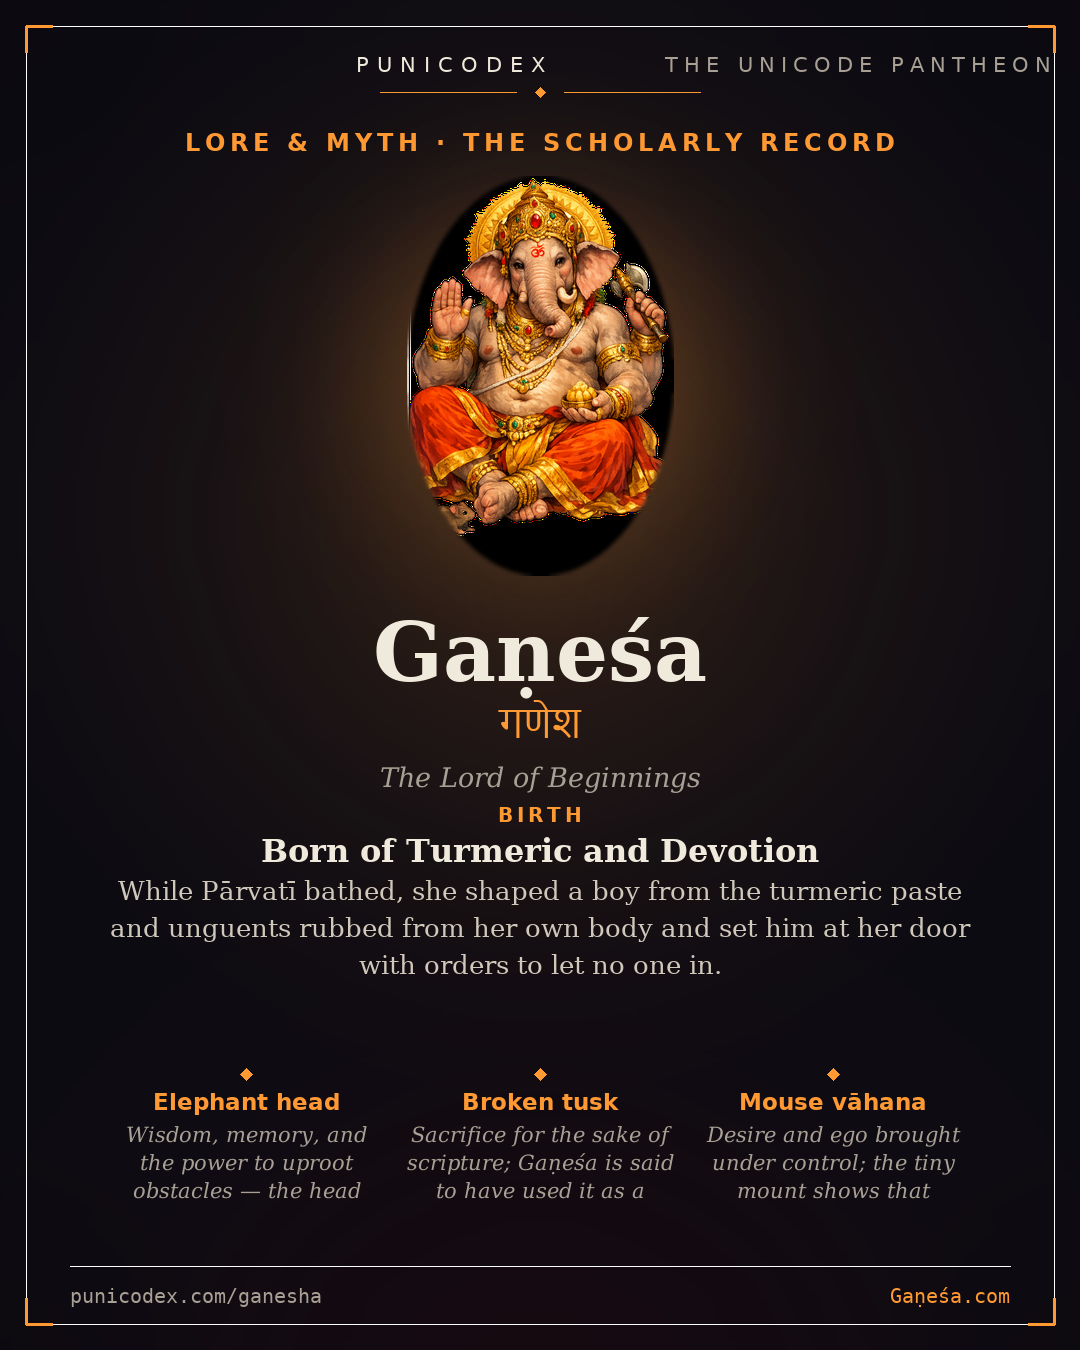 PUNICODEX THE UNICODE PANTHEON
LORE & MYTH · THE SCHOLARLY RECORD
ॐ
Gaṇeśa
गणेश
The Lord of Beginnings
BIRTH
Born of Turmeric and Devotion
While Pārvatī bathed, she shaped a boy from the turmeric paste
and unguents rubbed from her own body and set him at her door
with orders to let no one in.
Elephant head
Wisdom, memory, and
the power to uproot
obstacles — the head
Broken tusk
Sacrifice for the sake of
scripture; Gaṇeśa is said
to have used it as a
Mouse vāhana
Desire and ego brought
under control; the tiny
mount shows that
punicodex.com/ganesha
Gaṇeśa.com